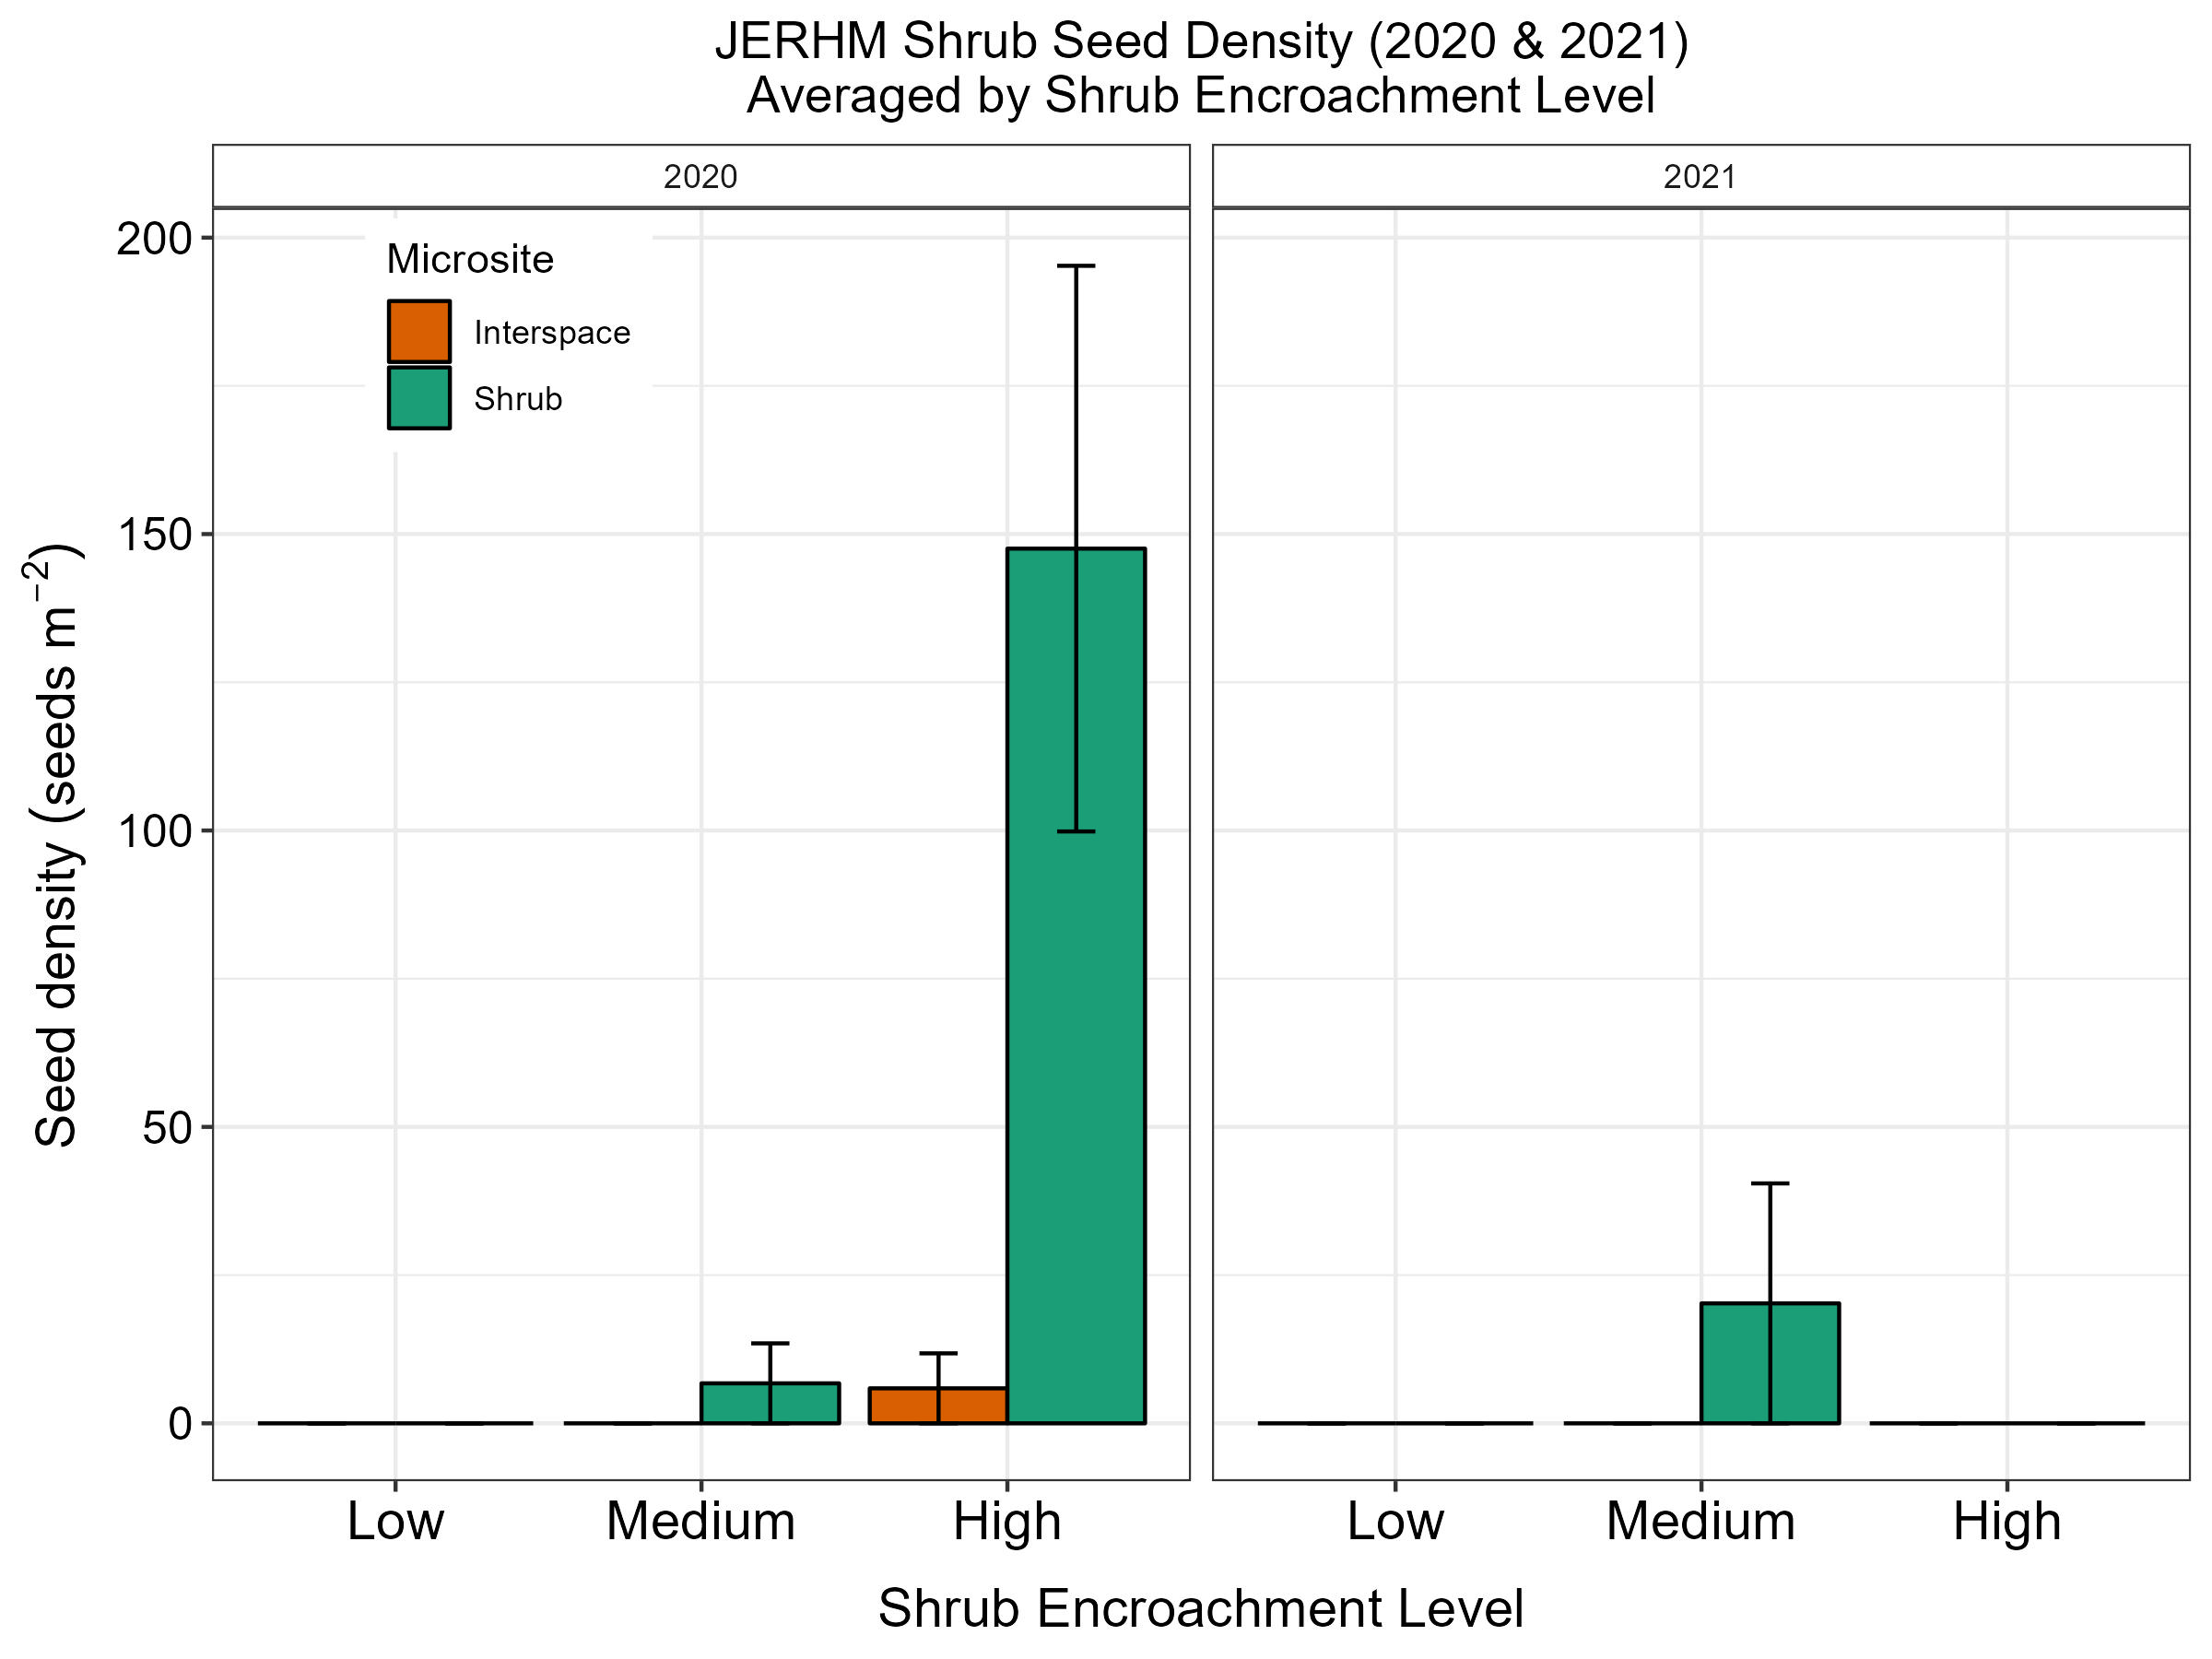 JERHM Shrub Seed Density (2020 & 2021)
Averaged by Shrub Encroachment Level
2020
2021
Microsite
Interspace
Shrub
200
150
100
50
0
Seed density (seeds m⁻²)
Low Medium High
Low Medium High
Shrub Encroachment Level